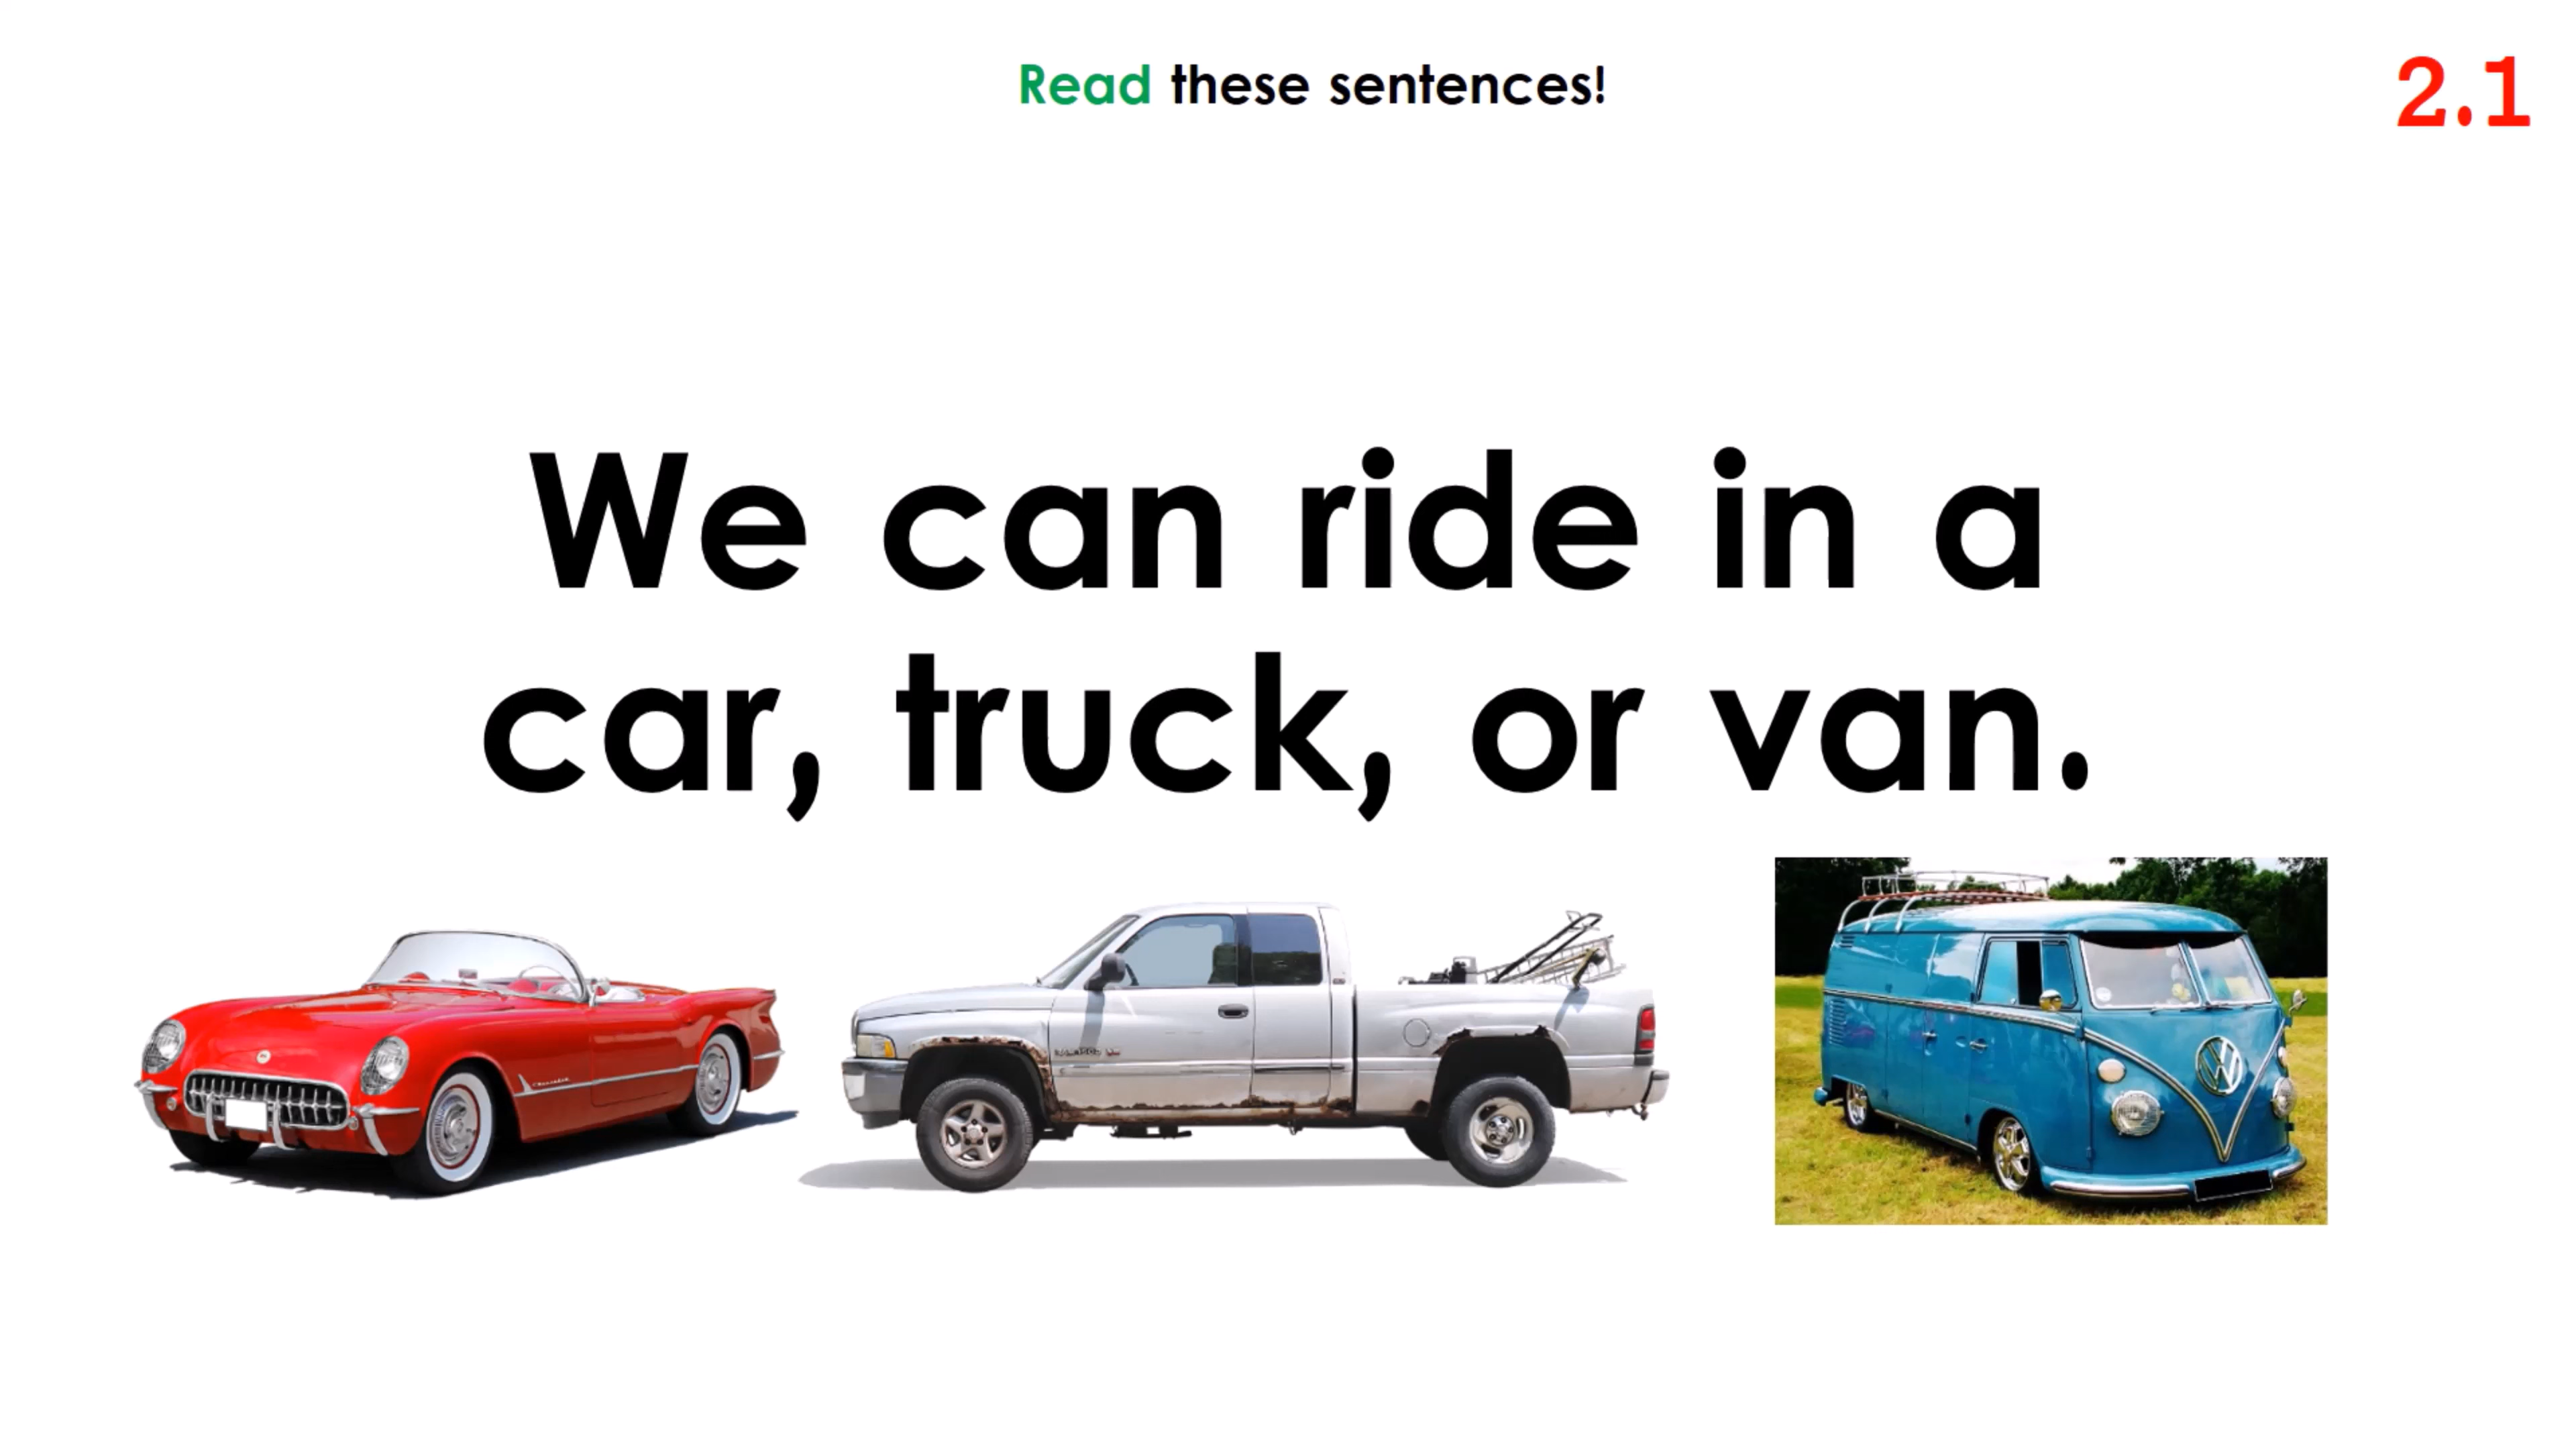 Read these sentences!
2.1
We can ride in a
car, truck, or van.